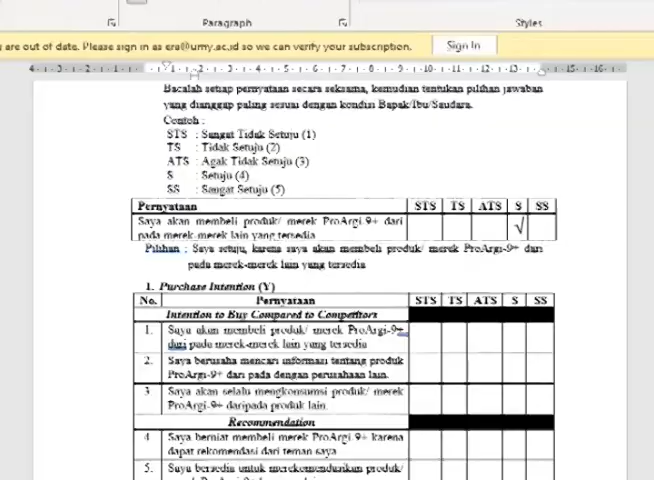 Paragraph
Styles
are out of date. Please sign in as era@umy.ac.id so we can verify your subscription.
Sign In
Bacalah setiap pernyataan secara seksama, kemudian tentukan pilihan jawaban
yang dianggap paling sesuai dengan kondisi Bapak/Ibu/Saudara.
Contoh :
STS : Sangat Tidak Setuju (1)
TS : Tidak Setuju (2)
ATS : Agak Tidak Setuju (3)
S : Setuju (4)
SS : Sangat Setuju (5)
Pernyataan STS TS ATS S SS
Saya akan membeli produk/ merek ProArgi-9+ dari √
pada merek-merek lain yang tersedia
Pilihan : Saya setuju, karena saya akan membeli produk/ merek ProArgi-9+ dari
pada merek-merek lain yang tersedia
1. Purchase Intention (Y)
No. Pernyataan STS TS ATS S SS
Intention to Buy Compared to Competitors
1. Saya akan membeli produk/ merek ProArgi-9+
dari pada merek-merek lain yang tersedia
2. Saya berusaha mencari informasi tentang produk
ProArgi-9+ dari pada dengan perusahaan lain.
3 Saya akan selalu mengkonsumsi produk/ merek
ProArgi-9+ daripada produk lain.
Recommendation
4 Saya berniat membeli merek ProArgi 9+ karena
dapat rekomendasi dari teman saya
5. Saya bersedia untuk merekomendasikan produk/